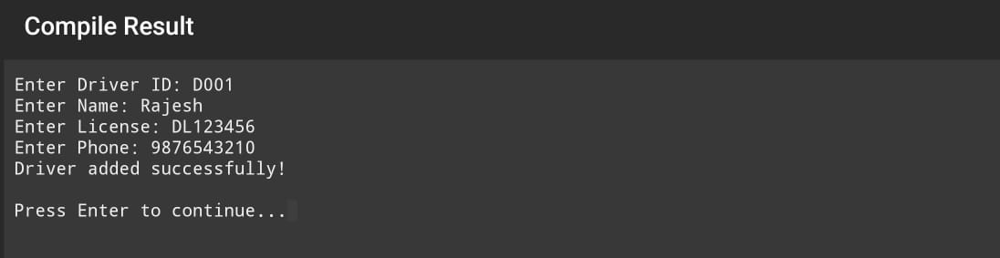 Compile Result
Enter Driver ID: D001
Enter Name: Rajesh
Enter License: DL123456
Enter Phone: 9876543210
Driver added successfully!
Press Enter to continue...